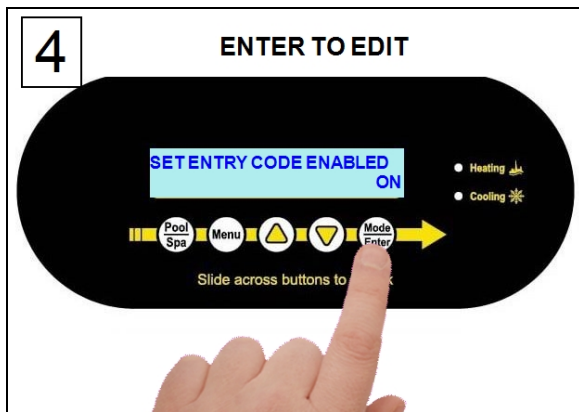 4
ENTER TO EDIT
SET ENTRY CODE ENABLED
ON
Heating
Cooling
Pool
Spa
Menu
Mode
Enter
Slide across buttons to